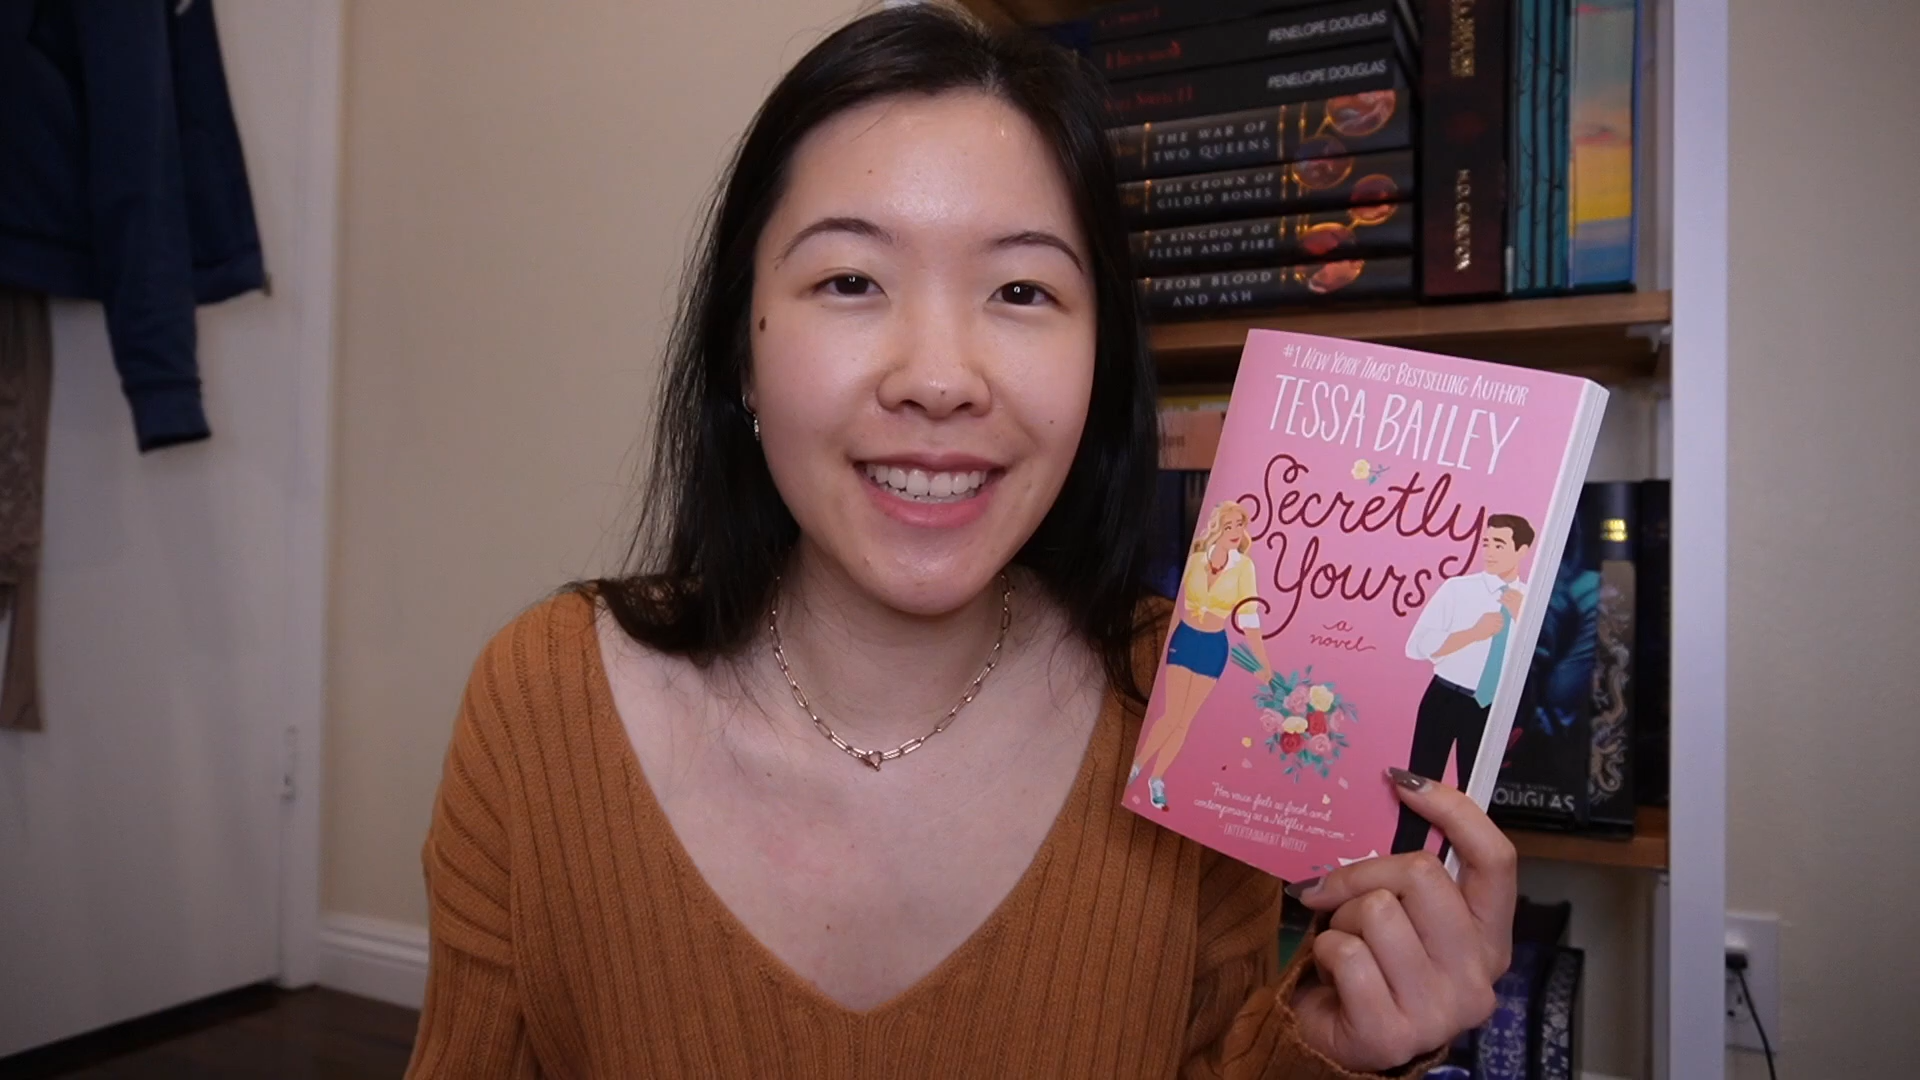 PENELOPE DOUGLAS
PENELOPE DOUGLAS
THE WAR OF
TWO QUEENS
THE CROWN OF
GILDED BONES
A KINGDOM OF
FLESH AND FIRE
FROM BLOOD
AND ASH
H.D. CARLTON
#1 NEW YORK TIMES BESTSELLING AUTHOR
TESSA BAILEY
Secretly
Yours
a
novel
"Her voice feels as fresh and
contemporary as a Netflix rom-com."
—ENTERTAINMENT WEEKLY
DOUGLAS